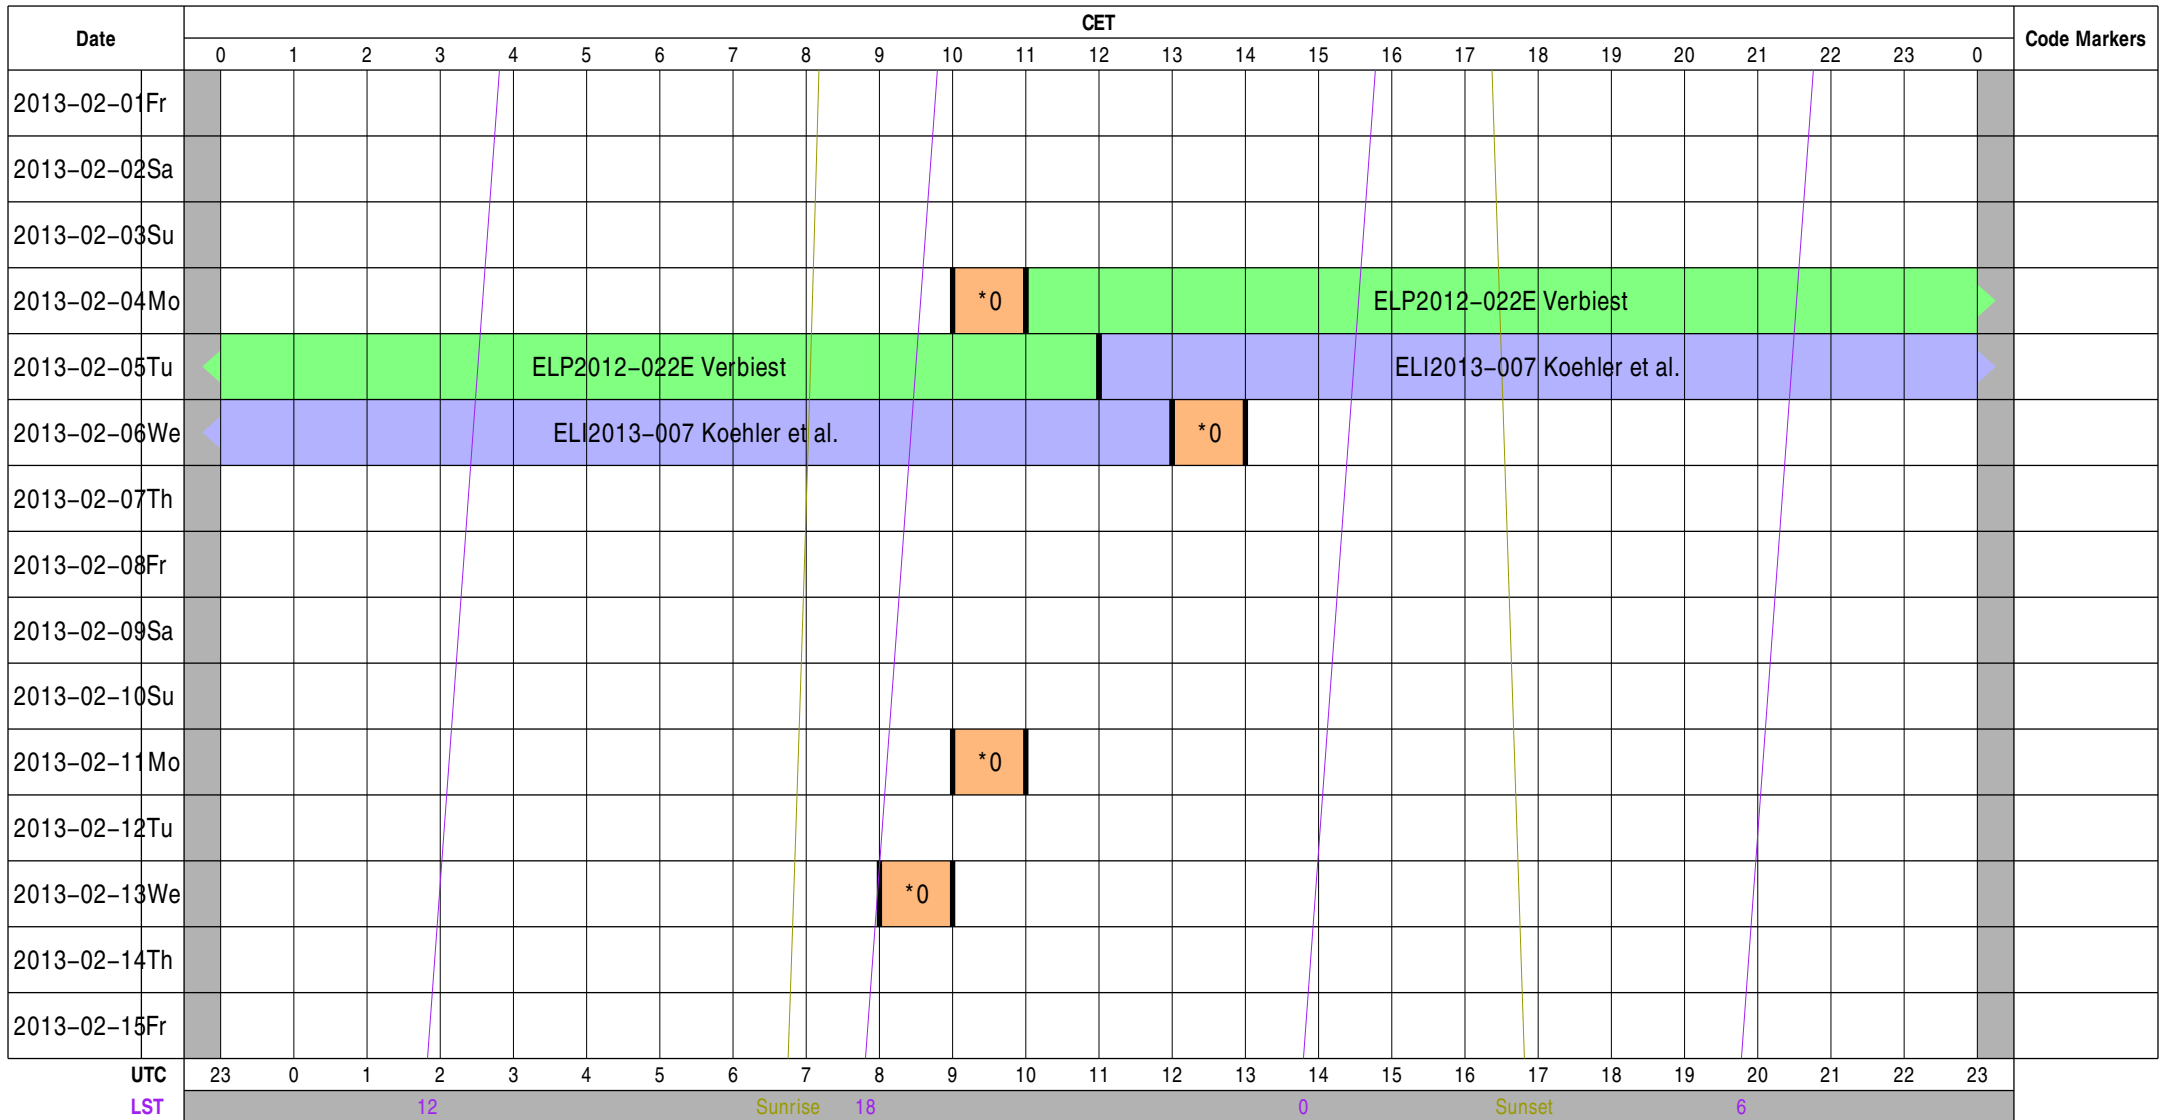 Date CET Code Markers
0 1 2 3 4 5 6 7 8 9 10 11 12 13 14 15 16 17 18 19 20 21 22 23 0
2013-02-01Fr
2013-02-02Sa
2013-02-03Su
2013-02-04Mo *0 ELP2012-022E Verbiest
2013-02-05Tu ELP2012-022E Verbiest ELI2013-007 Koehler et al.
2013-02-06We ELI2013-007 Koehler et al. *0
2013-02-07Th
2013-02-08Fr
2013-02-09Sa
2013-02-10Su
2013-02-11Mo *0
2013-02-12Tu
2013-02-13We *0
2013-02-14Th
2013-02-15Fr
UTC 23 0 1 2 3 4 5 6 7 8 9 10 11 12 13 14 15 16 17 18 19 20 21 22 23
LST 12 Sunrise 18 0 Sunset 6